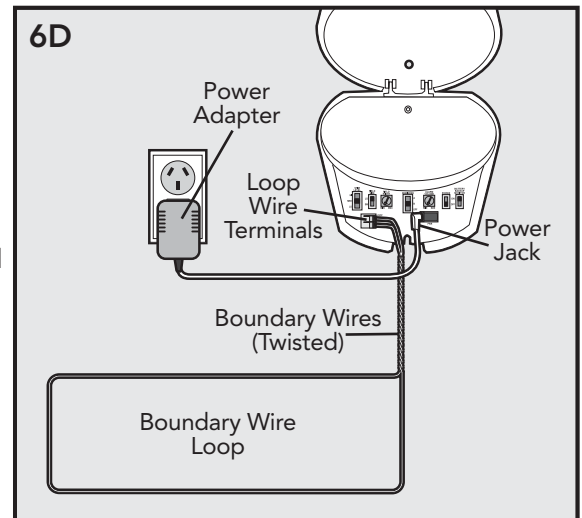 6D
Power
Adapter
Loop
Wire
Terminals
Power
Jack
Boundary Wires
(Twisted)
Boundary Wire
Loop